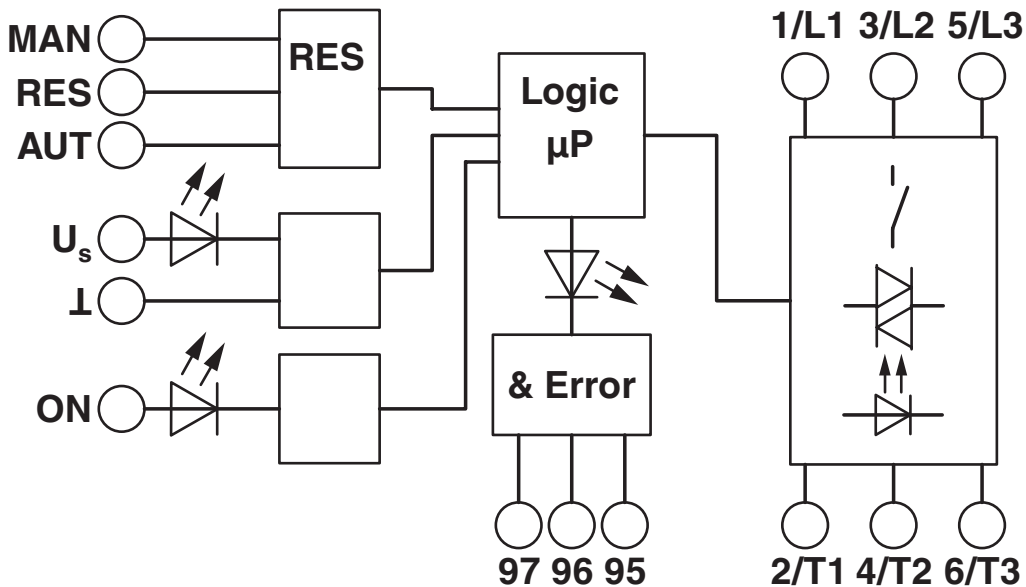 MAN
RES
AUT
RES
U_s
⊥
ON
Logic
µP
& Error
97 96 95
1/L1 3/L2 5/L3
2/T1 4/T2 6/T3